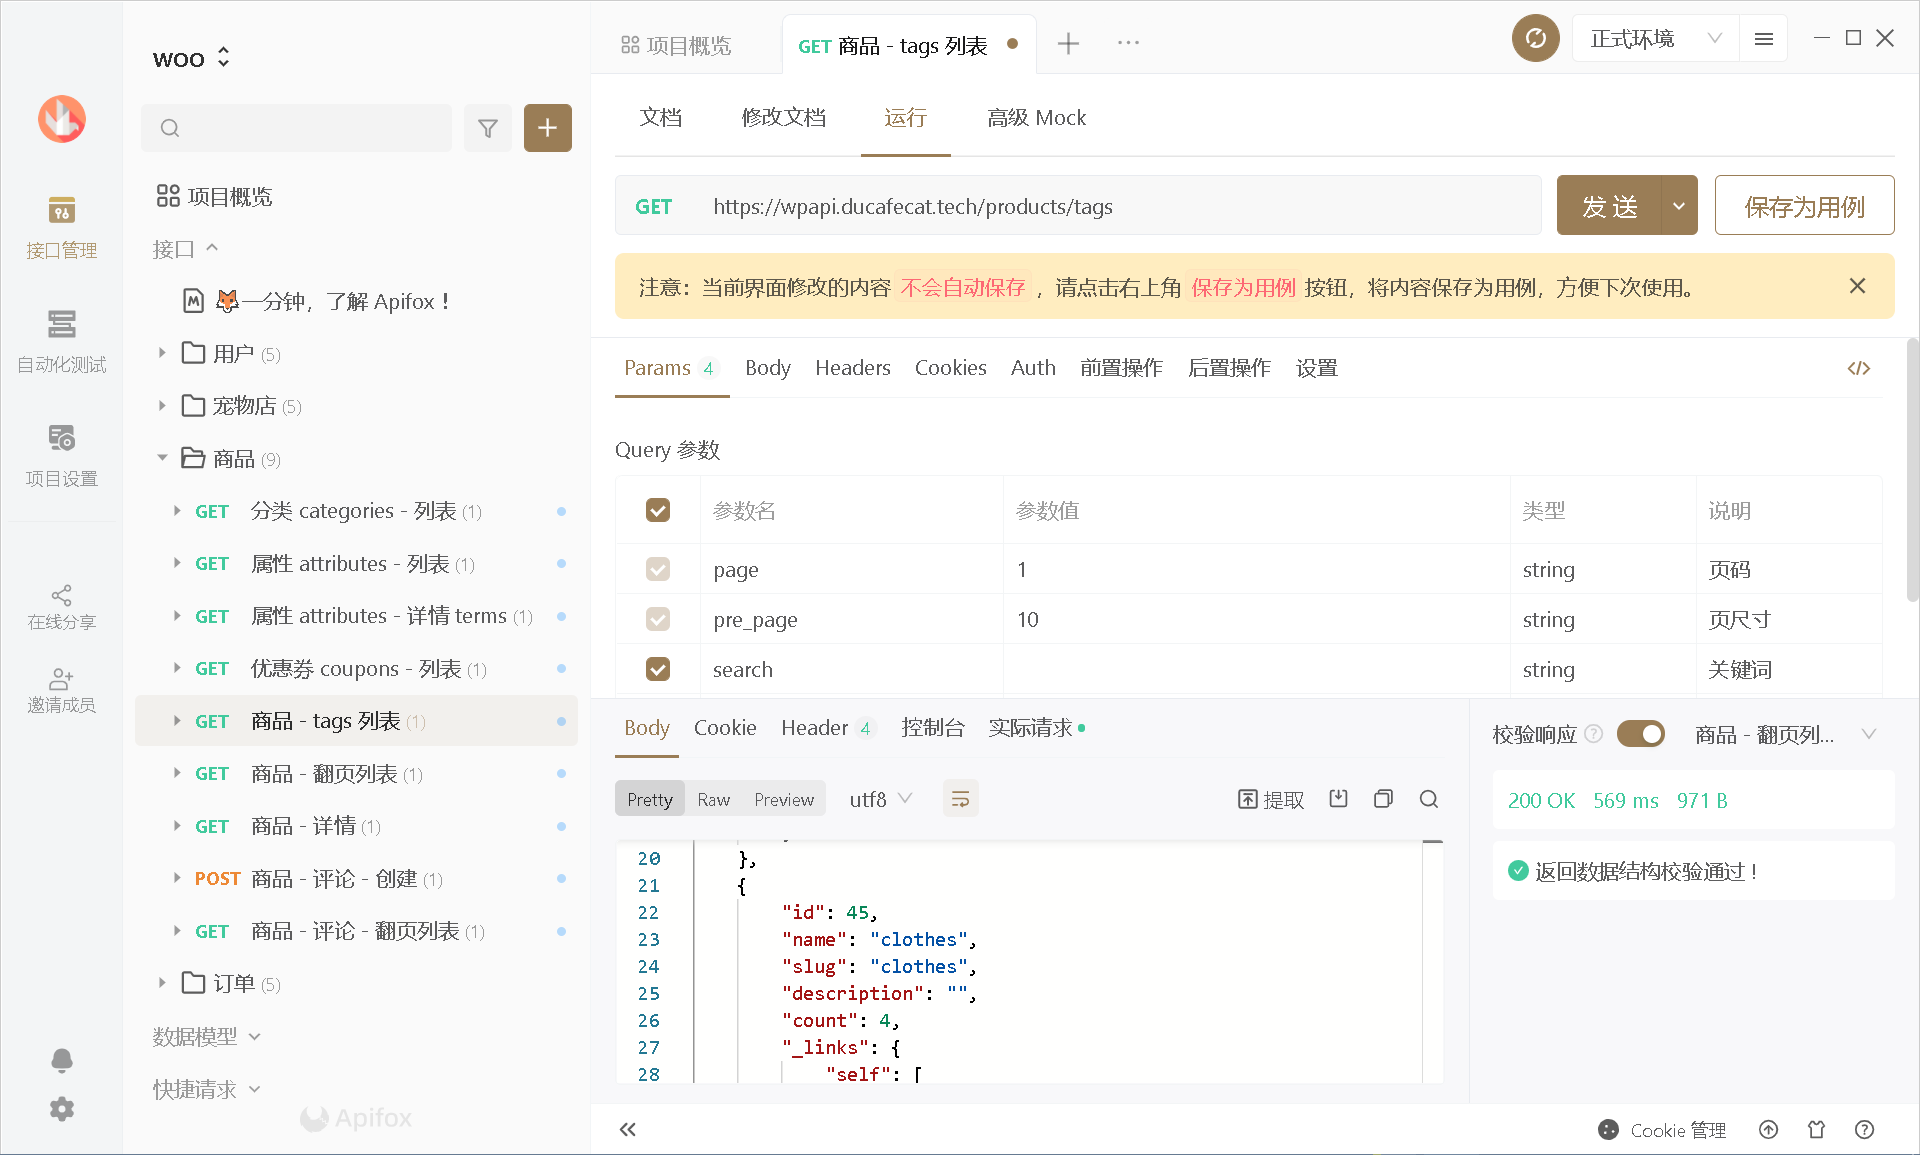 WOO
项目概览
GET 商品 - tags 列表
正式环境
接口管理
自动化测试
项目设置
在线分享
邀请成员
项目概览
接口
一分钟，了解 Apifox！
用户 (5)
宠物店 (5)
商品 (9)
GET 分类 categories - 列表 (1)
GET 属性 attributes - 列表 (1)
GET 属性 attributes - 详情 terms (1)
GET 优惠券 coupons - 列表 (1)
GET 商品 - tags 列表 (1)
GET 商品 - 翻页列表 (1)
GET 商品 - 详情 (1)
POST 商品 - 评论 - 创建 (1)
GET 商品 - 评论 - 翻页列表 (1)
订单 (5)
数据模型
快捷请求
Apifox
文档 修改文档 运行 高级 Mock
GET https://wpapi.ducafecat.tech/products/tags
发 送
保存为用例
注意：当前界面修改的内容 不会自动保存 ，请点击右上角 保存为用例 按钮，将内容保存为用例，方便下次使用。
Params 4 Body Headers Cookies Auth 前置操作 后置操作 设置
Query 参数
参数名 参数值 类型 说明
page 1 string 页码
pre_page 10 string 页尺寸
search string 关键词
Body Cookie Header 4 控制台 实际请求
Pretty Raw Preview utf8
提取
20 },
21 {
22 "id": 45,
23 "name": "clothes",
24 "slug": "clothes",
25 "description": "",
26 "count": 4,
27 "_links": {
28 "self": [
校验响应 商品 - 翻页列...
200 OK 569 ms 971 B
返回数据结构校验通过！
Cookie 管理